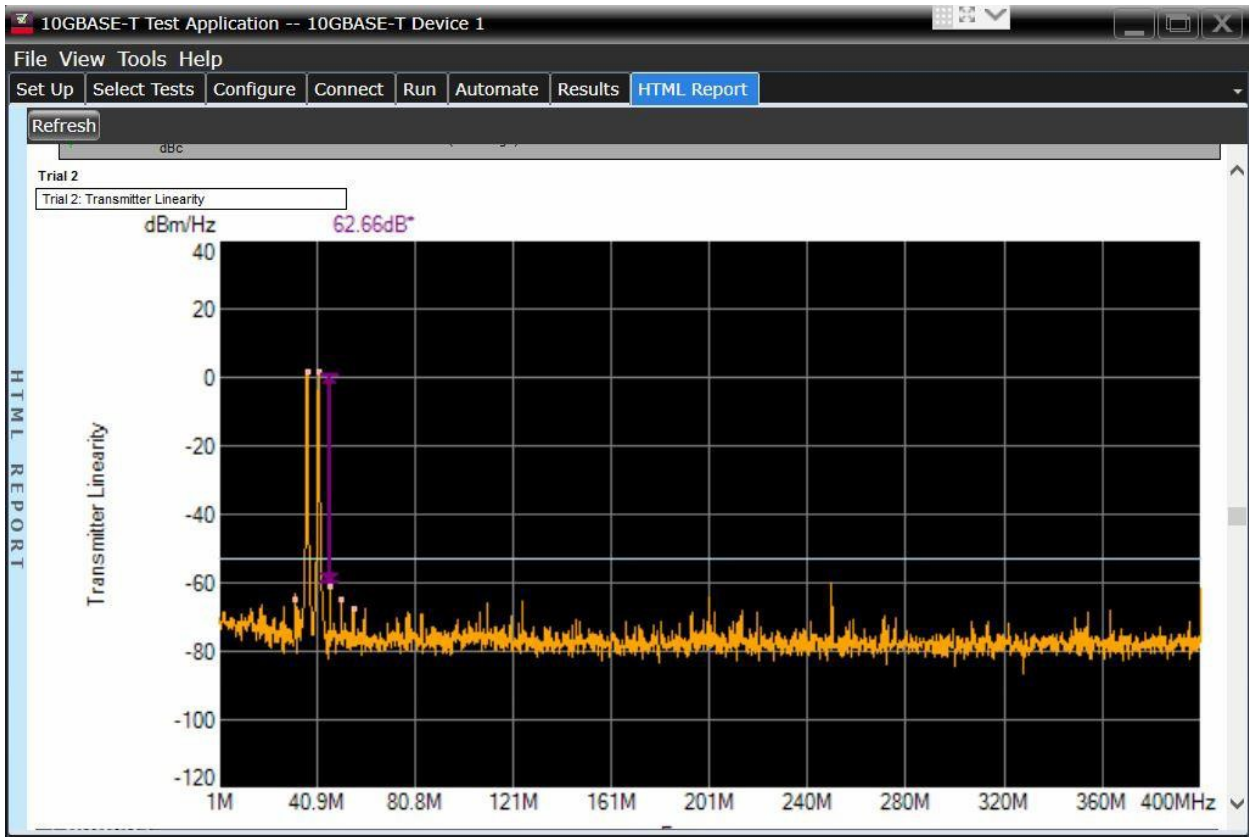 10GBASE-T Test Application -- 10GBASE-T Device 1
File View Tools Help
Set Up Select Tests Configure Connect Run Automate Results HTML Report
Refresh
HTML REPORT
dBc
Trial 2
Trial 2: Transmitter Linearity
dBm/Hz 62.66dB*
40
20
0
-20
-40
-60
-80
-100
-120
Transmitter Linearity
1M 40.9M 80.8M 121M 161M 201M 240M 280M 320M 360M 400MHz